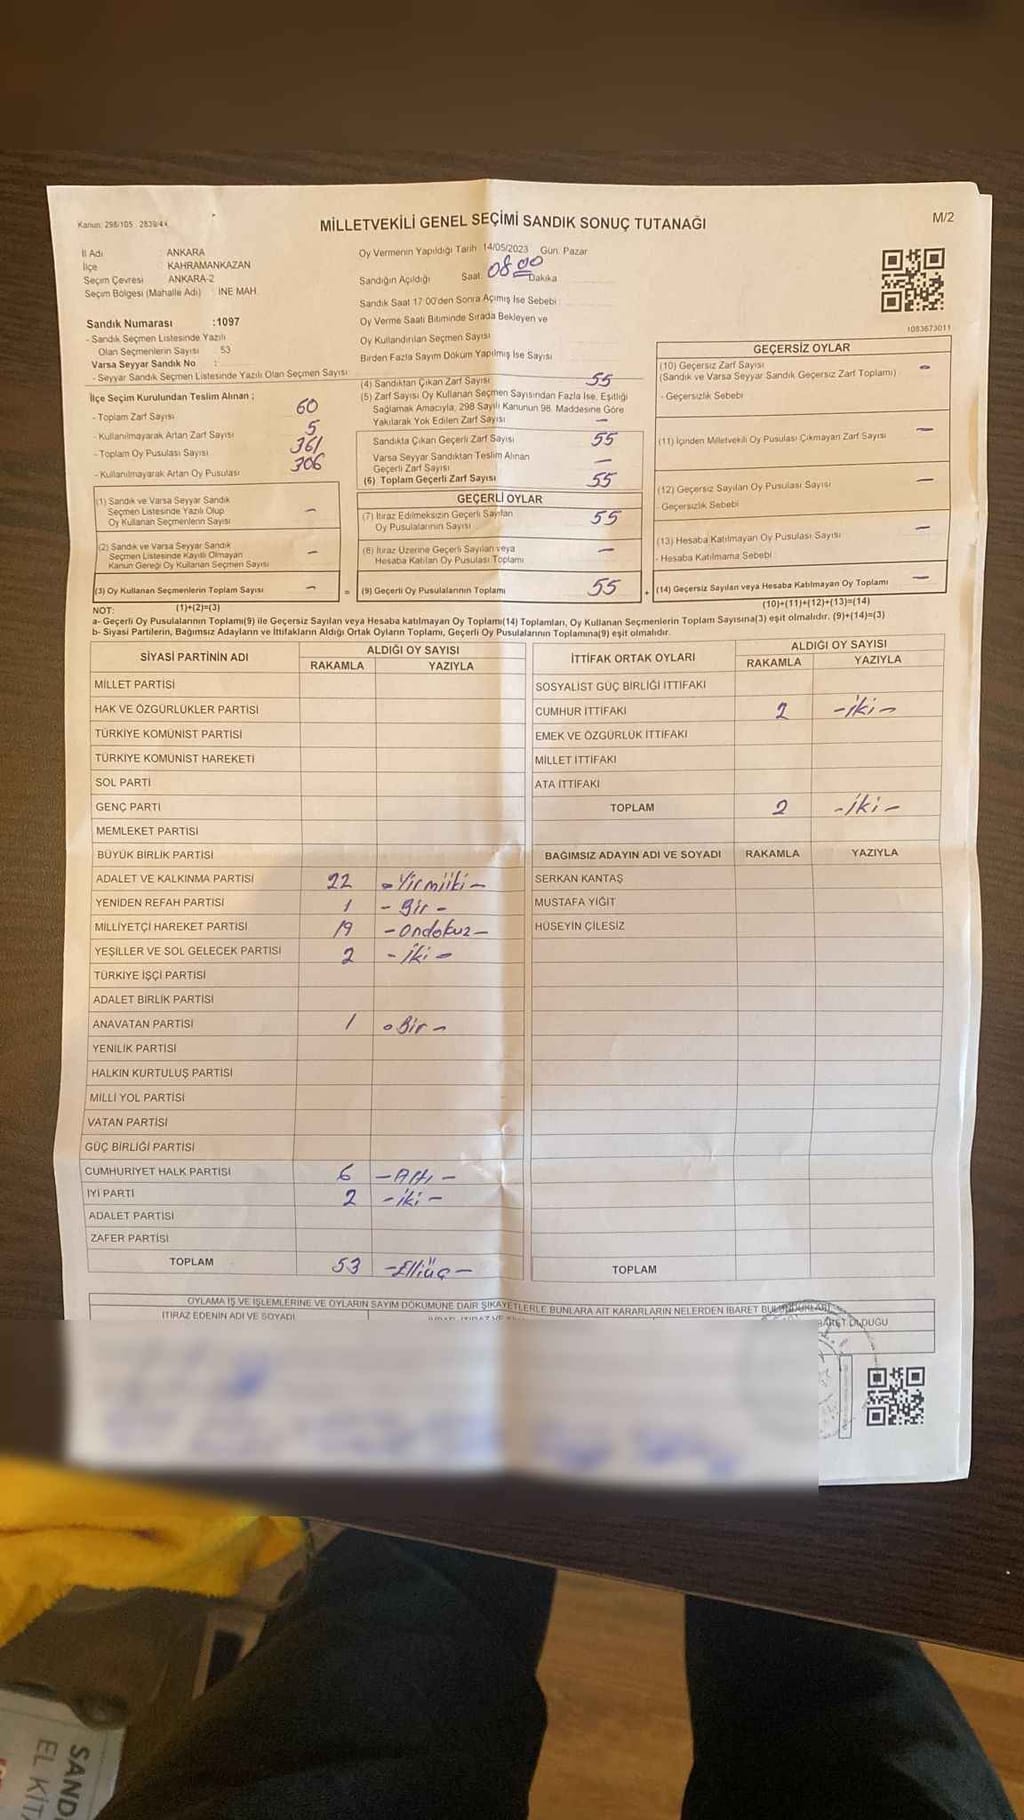 Kanun: 298/105 2839/44
MİLLETVEKİLİ GENEL SEÇİMİ SANDIK SONUÇ TUTANAĞI
M/2
İl Adı ANKARA
İlçe KAHRAMANKAZAN
Seçim Çevresi ANKARA-2
Seçim Bölgesi (Mahalle Adı) İNE MAH
Sandık Numarası :1097
- Sandık Seçmen Listesinde Yazılı
Olan Seçmenlerin Sayısı 53
Varsa Seyyar Sandık No :
- Seyyar Sandık Seçmen Listesinde Yazılı Olan Seçmen Sayısı
Oy Vermenin Yapıldığı Tarih 14/05/2023 Gün: Pazar
Sandığın Açıldığı Saat: 08 00 Dakika
Sandık Saat 17:00'den Sonra Açımış İse Sebebi :
Oy Verme Saati Bitiminde Sırada Bekleyen ve
Oy Kullandırılan Seçmen Sayısı
Birden Fazla Sayım Döküm Yapılmış İse Sayısı
1083673011
İlçe Seçim Kurulundan Teslim Alınan ;
- Toplam Zarf Sayısı 60
- Kullanılmayarak Artan Zarf Sayısı 5
- Toplam Oy Pusulası Sayısı 361
- Kullanılmayarak Artan Oy Pusulası 306
(1) Sandık ve Varsa Seyyar Sandık
Seçmen Listesinde Yazılı Olup
Oy Kullanan Seçmenlerin Sayısı –
(2) Sandık ve Varsa Seyyar Sandık
Seçmen Listesinde Kayıtlı Olmayan
Kanun Gereği Oy Kullanan Seçmen Sayısı –
(3) Oy Kullanan Seçmenlerin Toplam Sayısı –
(1)+(2)=(3)
(4) Sandıktan Çıkan Zarf Sayısı 55
(5) Zarf Sayısı Oy Kullanan Seçmen Sayısından Fazla İse, Eşitliği
Sağlamak Amacıyla, 298 Sayılı Kanunun 98. Maddesine Göre
Yakılarak Yok Edilen Zarf Sayısı –
Sandıkta Çıkan Geçerli Zarf Sayısı 55
Varsa Seyyar Sandıktan Teslim Alınan
Geçerli Zarf Sayısı –
(6) Toplam Geçerli Zarf Sayısı 55
GEÇERLİ OYLAR
(7) İtiraz Edilmeksizin Geçerli Sayılan
Oy Pusulalarının Sayısı 55
(8) İtiraz Üzerine Geçerli Sayılan veya
Hesaba Katılan Oy Pusulası Toplamı –
= (9) Geçerli Oy Pusulalarının Toplamı 55
GEÇERSİZ OYLAR
(10) Geçersiz Zarf Sayısı –
(Sandık ve Varsa Seyyar Sandık Geçersiz Zarf Toplamı)
- Geçersizlik Sebebi
(11) İçinden Milletvekili Oy Pusulası Çıkmayan Zarf Sayısı –
(12) Geçersiz Sayılan Oy Pusulası Sayısı –
Geçersizlik Sebebi
(13) Hesaba Katılmayan Oy Pusulası Sayısı –
- Hesaba Katılmama Sebebi
+ (14) Geçersiz Sayılan veya Hesaba Katılmayan Oy Toplamı –
(10)+(11)+(12)+(13)=(14)
NOT:
a- Geçerli Oy Pusulalarının Toplamı(9) ile Geçersiz Sayılan veya Hesaba katılmayan Oy Toplamı(14) Toplamları, Oy Kullanan Seçmenlerin Toplam Sayısına(3) eşit olmalıdır. (9)+(14)=(3)
b- Siyasi Partilerin, Bağımsız Adayların ve İttifakların Aldığı Ortak Oyların Toplamı, Geçerli Oy Pusulalarının Toplamına(9) eşit olmalıdır.
SİYASİ PARTİNİN ADI ALDIĞI OY SAYISI
RAKAMLA YAZIYLA
MİLLET PARTİSİ
HAK VE ÖZGÜRLÜKLER PARTİSİ
TÜRKİYE KOMÜNİST PARTİSİ
TÜRKİYE KOMÜNİST HAREKETİ
SOL PARTİ
GENÇ PARTİ
MEMLEKET PARTİSİ
BÜYÜK BİRLİK PARTİSİ
ADALET VE KALKINMA PARTİSİ 22 - Yirmiiki -
YENİDEN REFAH PARTİSİ 1 - Bir -
MİLLİYETÇİ HAREKET PARTİSİ 19 - Ondokuz -
YEŞİLLER VE SOL GELECEK PARTİSİ 2 - İki -
TÜRKİYE İŞÇİ PARTİSİ
ADALET BİRLİK PARTİSİ
ANAVATAN PARTİSİ 1 - Bir -
YENİLİK PARTİSİ
HALKIN KURTULUŞ PARTİSİ
MİLLİ YOL PARTİSİ
VATAN PARTİSİ
GÜÇ BİRLİĞİ PARTİSİ
CUMHURİYET HALK PARTİSİ 6 - Altı -
İYİ PARTİ 2 - iki -
ADALET PARTİSİ
ZAFER PARTİSİ
TOPLAM 53 - Elliüç -
İTTİFAK ORTAK OYLARI ALDIĞI OY SAYISI
RAKAMLA YAZIYLA
SOSYALİST GÜÇ BİRLİĞİ İTTİFAKI
CUMHUR İTTİFAKI 2 - İki -
EMEK VE ÖZGÜRLÜK İTTİFAKI
MİLLET İTTİFAKI
ATA İTTİFAKI
TOPLAM 2 - İki -
BAĞIMSIZ ADAYIN ADI VE SOYADI RAKAMLA YAZIYLA
SERKAN KANTAŞ
MUSTAFA YİĞİT
HÜSEYİN ÇİLESİZ
TOPLAM
OYLAMA İŞ VE İŞLEMLERİNE VE OYLARIN SAYIM DÖKÜMÜNE DAİR ŞİKAYETLERLE BUNLARA AİT KARARLARIN NELERDEN İBARET BULUNDUKLARI
İTİRAZ EDENİN ADI VE SOYADI
OLDUĞU
SAND
EL KİT